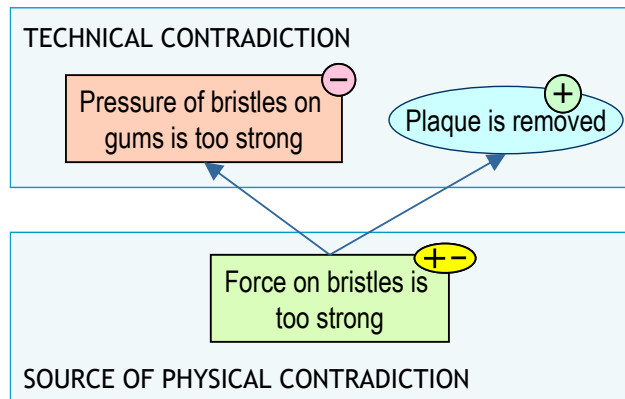 TECHNICAL CONTRADICTION
−
Pressure of bristles on
gums is too strong
+
Plaque is removed
+−
Force on bristles is
too strong
SOURCE OF PHYSICAL CONTRADICTION